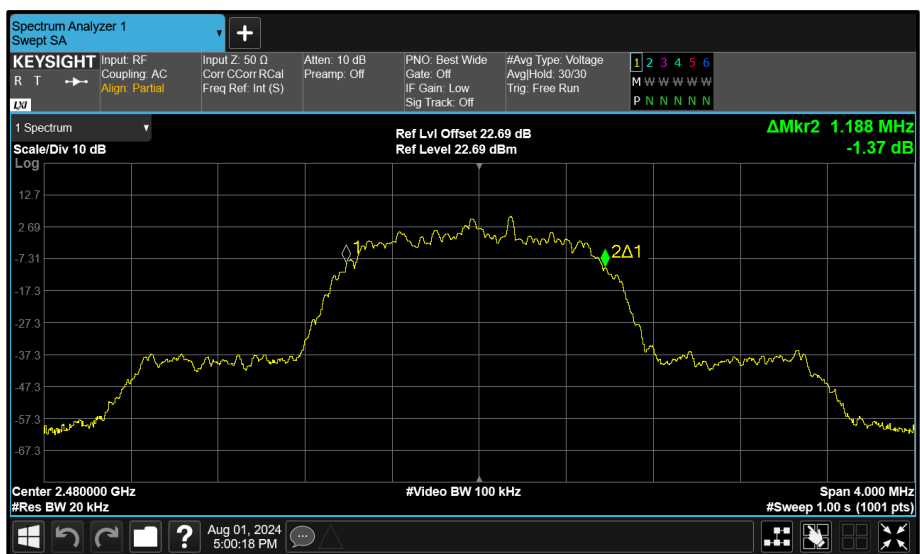 Spectrum Analyzer 1
Swept SA
+
KEYSIGHT
R T
LXI
Input: RF
Coupling: AC
Align: Partial
Input Z: 50 Ω
Corr CCorr RCal
Freq Ref: Int (S)
Atten: 10 dB
Preamp: Off
PNO: Best Wide
Gate: Off
IF Gain: Low
Sig Track: Off
#Avg Type: Voltage
Avg|Hold: 30/30
Trig: Free Run
1 2 3 4 5 6
M W W W W W
P N N N N N
1 Spectrum
Scale/Div 10 dB
Ref Lvl Offset 22.69 dB
Ref Level 22.69 dBm
ΔMkr2 1.188 MHz
-1.37 dB
Log
12.7
2.69
-7.31
-17.3
-27.3
-37.3
-47.3
-57.3
-67.3
1
2Δ1
Center 2.480000 GHz
#Video BW 100 kHz
Span 4.000 MHz
#Res BW 20 kHz
#Sweep 1.00 s (1001 pts)
?
Aug 01, 2024
5:00:18 PM